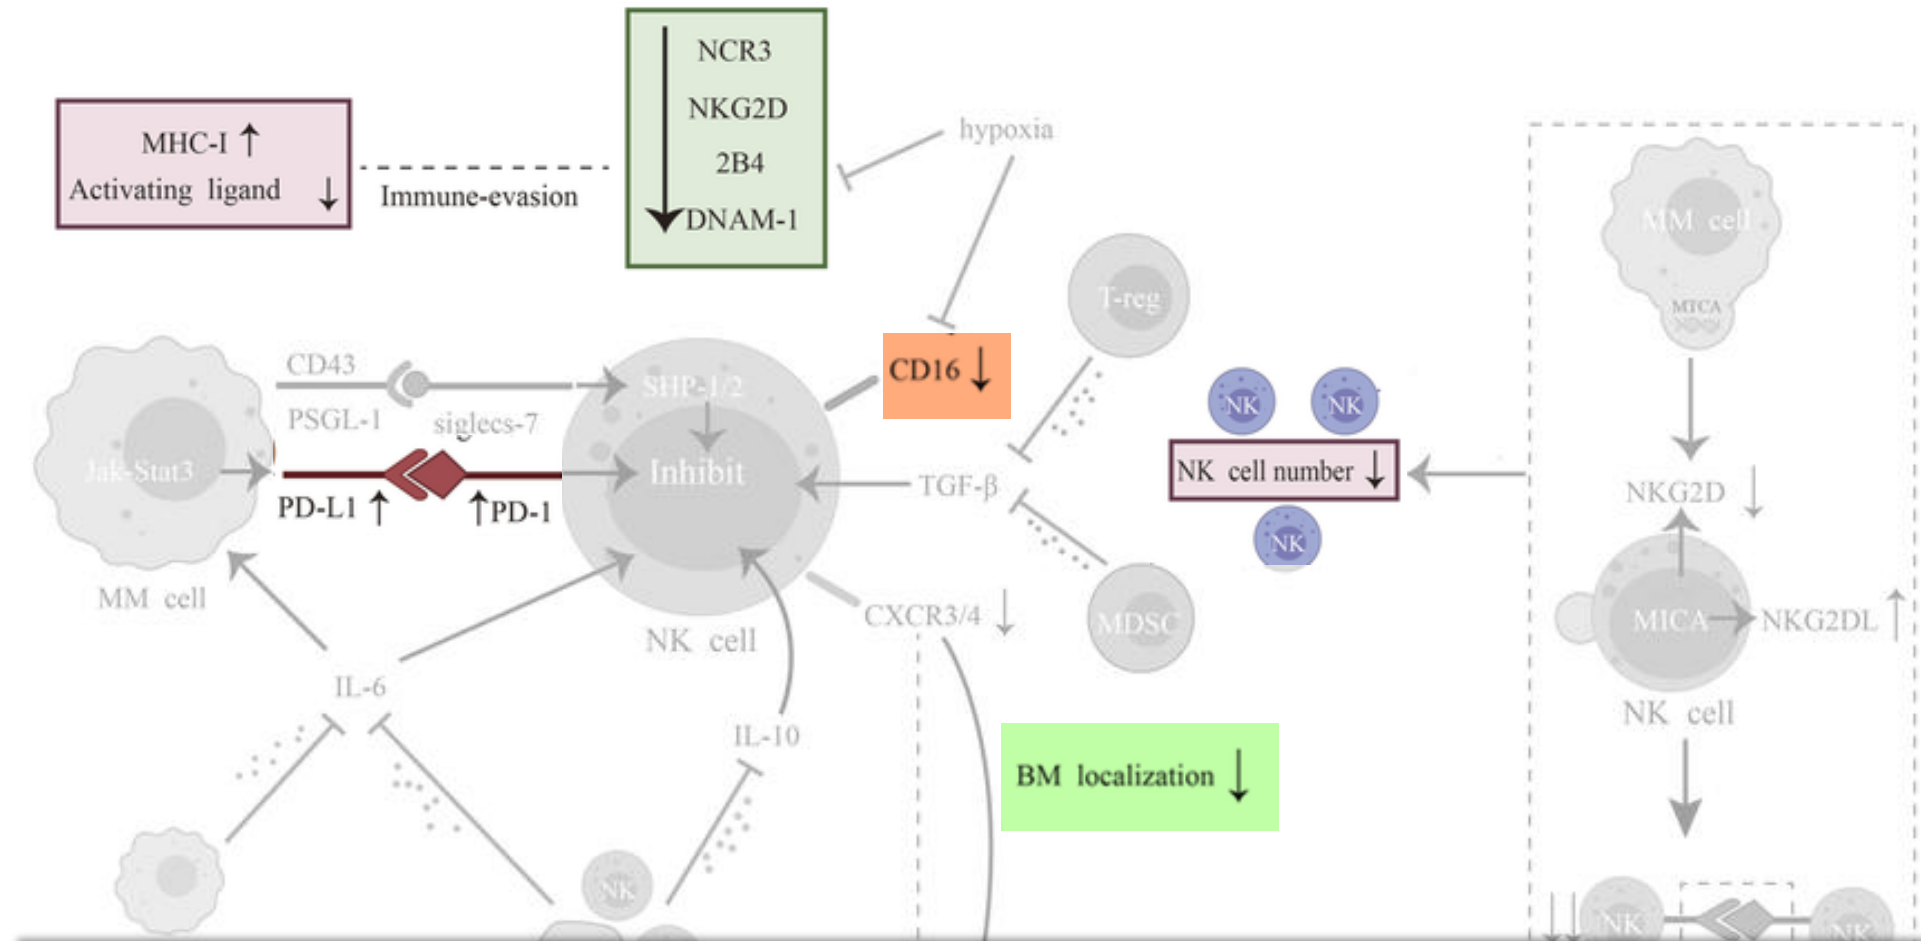 NCR3
NKG2D
2B4
DNAM-1
MHC-I ↑
Activating ligand ↓
Immune-evasion
hypoxia
MM cell
MICA
T-reg
CD43
PSGL-1
siglecs-7
SHP-1/2
CD16 ↓
NK
NK
NK cell number ↓
NK
Jak-Stat3
Inhibit
PD-L1 ↑
↑ PD-1
TGF-β
NKG2D ↓
MM cell
NK cell
CXCR3/4 ↓
MDSC
MICA
NKG2DL ↑
NK cell
IL-6
IL-10
BM localization ↓
NK
NK
NK